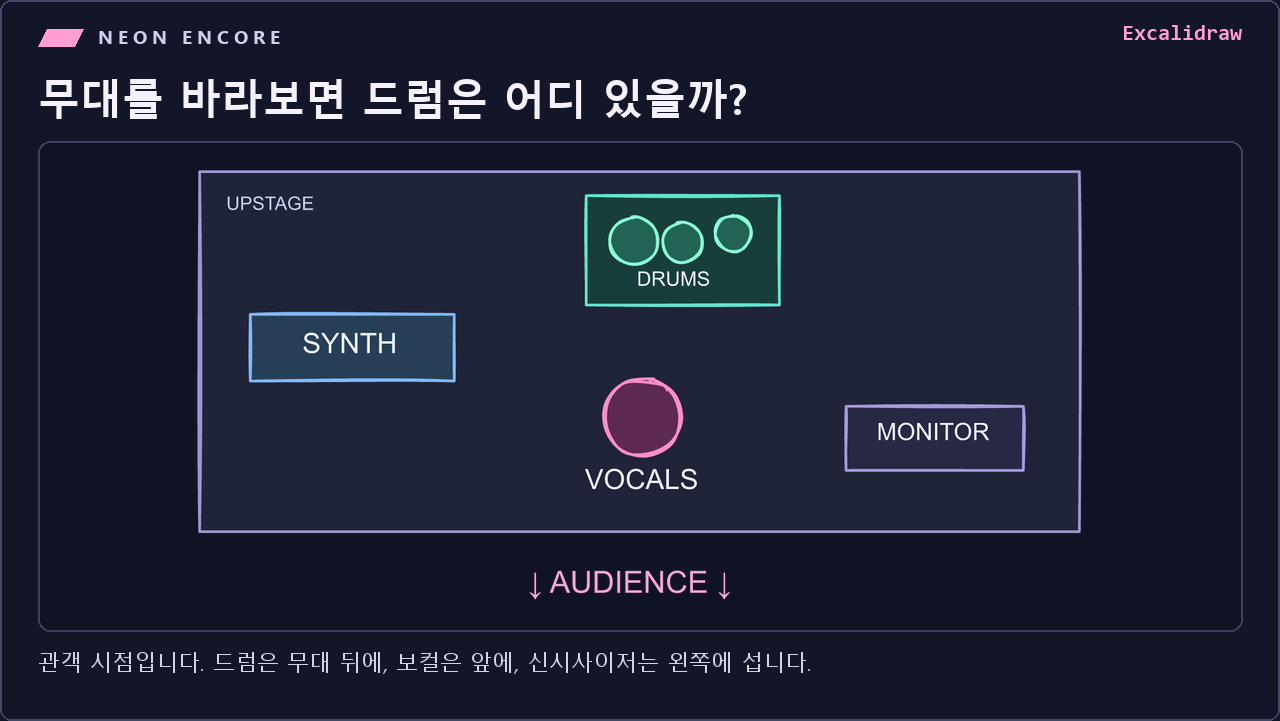 NEON ENCORE
Excalidraw
무대를 바라보면 드럼은 어디 있을까?
UPSTAGE
DRUMS
SYNTH
MONITOR
VOCALS
↓ AUDIENCE ↓
관객 시점입니다. 드럼은 무대 뒤에, 보컬은 앞에, 신시사이저는 왼쪽에 섭니다.